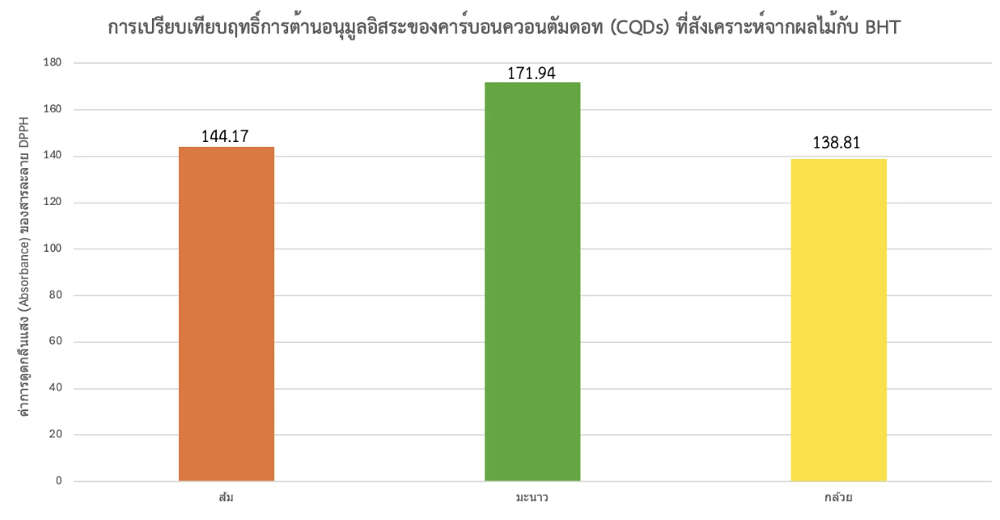 การเปรียบเทียบฤทธิ์การต้านอนุมูลอิสระของคาร์บอนควอนตัมดอท (CQDs) ที่สังเคราะห์จากผลไม้กับ BHT
ค่าการดูดกลืนแสง (Absorbance) ของสารละลาย DPPH
180
160
140
120
100
80
60
40
20
0
144.17
171.94
138.81
ส้ม
มะนาว
กล้วย